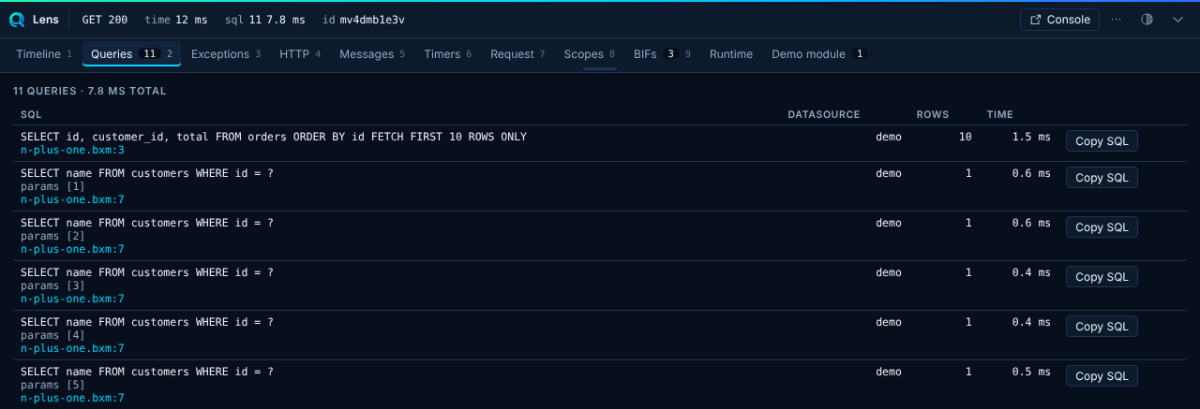 Lens GET 200 time 12 ms sql 11 7.8 ms id mv4dmb1e3v Console ...
Timeline 1 Queries 11 2 Exceptions 3 HTTP 4 Messages 5 Timers 6 Request 7 Scopes 8 BIFs 3 9 Runtime Demo module 1
11 QUERIES · 7.8 MS TOTAL
SQL DATASOURCE ROWS TIME
SELECT id, customer_id, total FROM orders ORDER BY id FETCH FIRST 10 ROWS ONLY demo 10 1.5 ms Copy SQL
n-plus-one.bxm:3
SELECT name FROM customers WHERE id = ? demo 1 0.6 ms Copy SQL
params [1]
n-plus-one.bxm:7
SELECT name FROM customers WHERE id = ? demo 1 0.6 ms Copy SQL
params [2]
n-plus-one.bxm:7
SELECT name FROM customers WHERE id = ? demo 1 0.4 ms Copy SQL
params [3]
n-plus-one.bxm:7
SELECT name FROM customers WHERE id = ? demo 1 0.4 ms Copy SQL
params [4]
n-plus-one.bxm:7
SELECT name FROM customers WHERE id = ? demo 1 0.5 ms Copy SQL
params [5]
n-plus-one.bxm:7